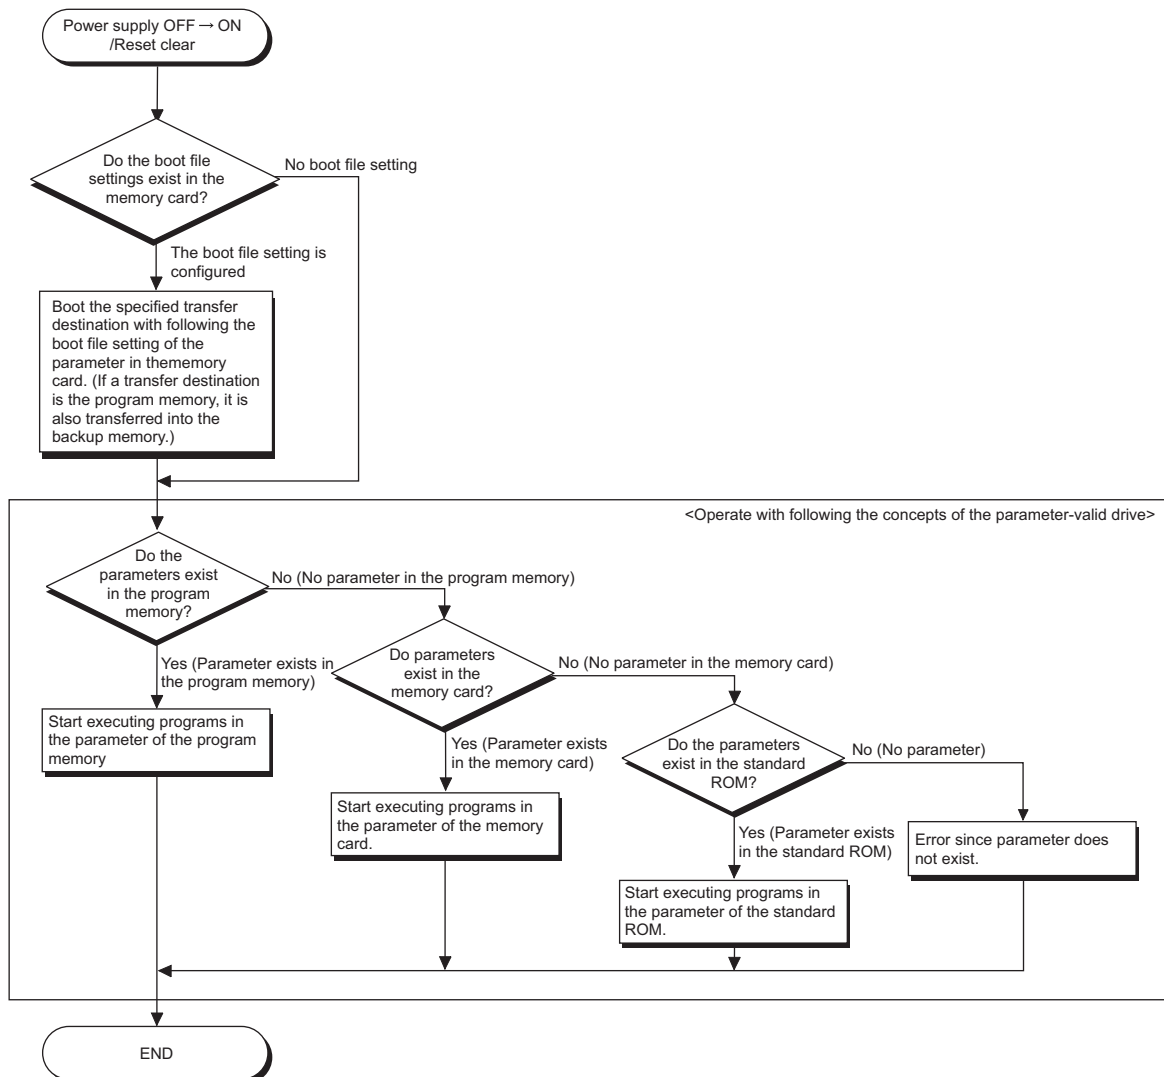 Power supply OFF → ON
/Reset clear
Do the boot file
settings exist in the
memory card?
No boot file setting
The boot file setting is
configured
Boot the specified transfer
destination with following the
boot file setting of the
parameter in thememory
card. (If a transfer destination
is the program memory, it is
also transferred into the
backup memory.)
<Operate with following the concepts of the parameter-valid drive>
Do the
parameters exist
in the program
memory?
No (No parameter in the program memory)
Yes (Parameter exists in
the program memory)
Start executing programs in
the parameter of the program
memory
Do parameters
exist in the
memory card?
No (No parameter in the memory card)
Yes (Parameter exists
in the memory card)
Start executing programs in
the parameter of the memory
card.
Do the parameters
exist in the standard
ROM?
No (No parameter)
Yes (Parameter exists
in the standard ROM)
Start executing programs in
the parameter of the standard
ROM.
Error since parameter does
not exist.
END